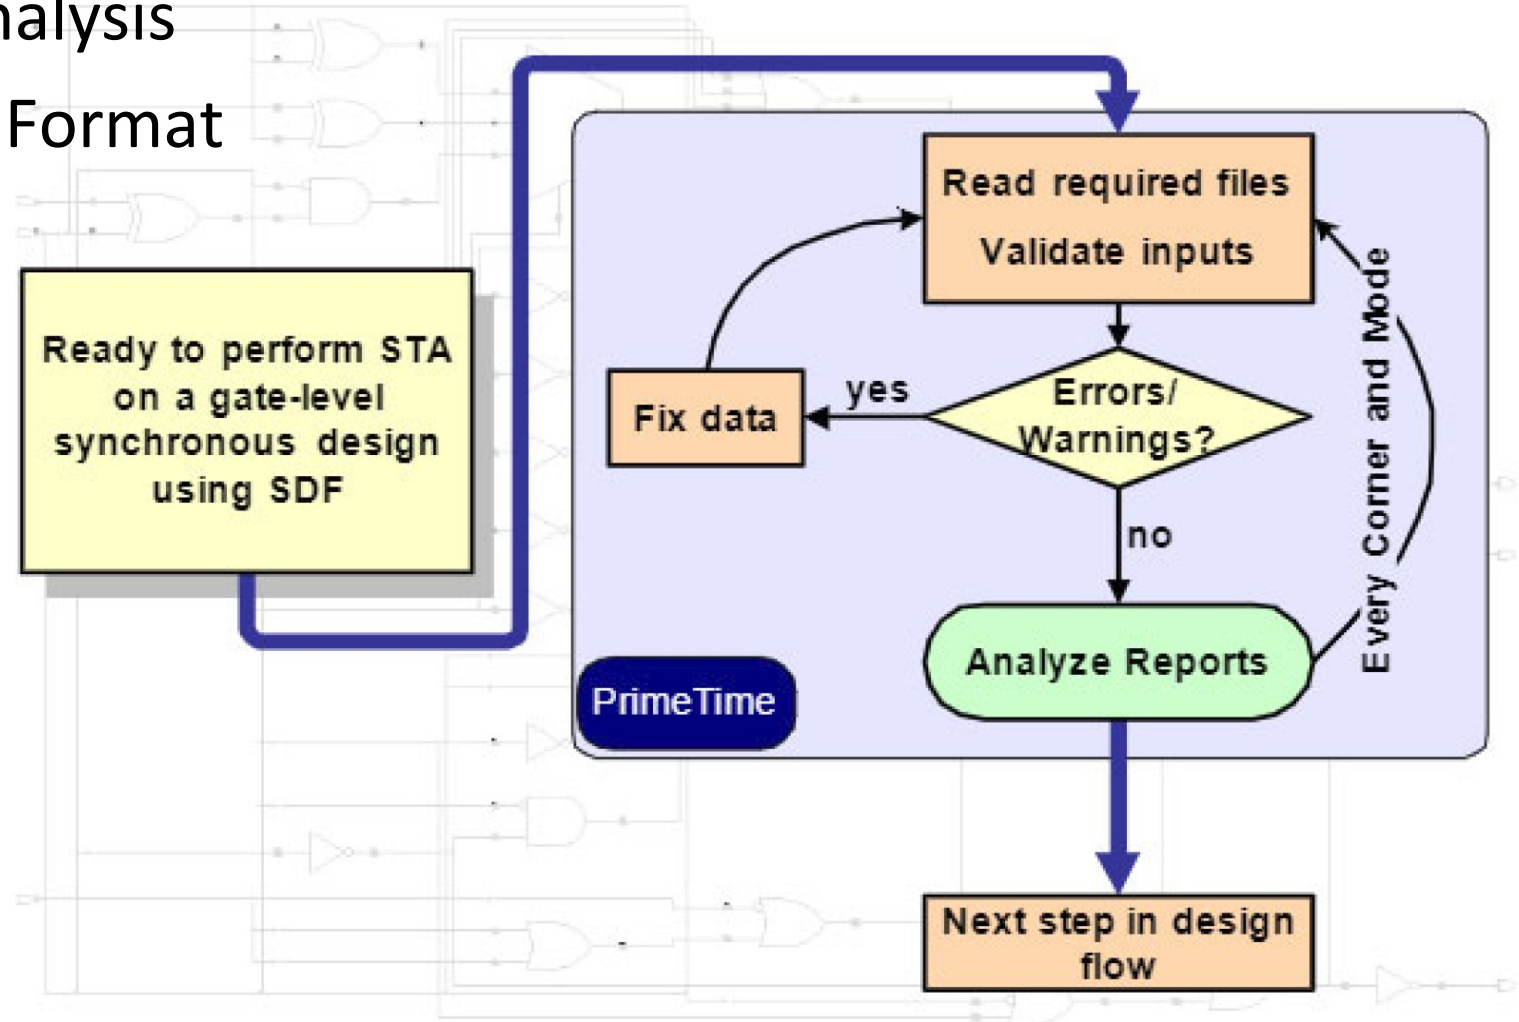 nalysis
Format
Ready to perform STA
on a gate-level
synchronous design
using SDF
Read required files
Validate inputs
Errors/
Warnings?
yes
Fix data
no
Every Corner and Mode
Analyze Reports
PrimeTime
Next step in design
flow